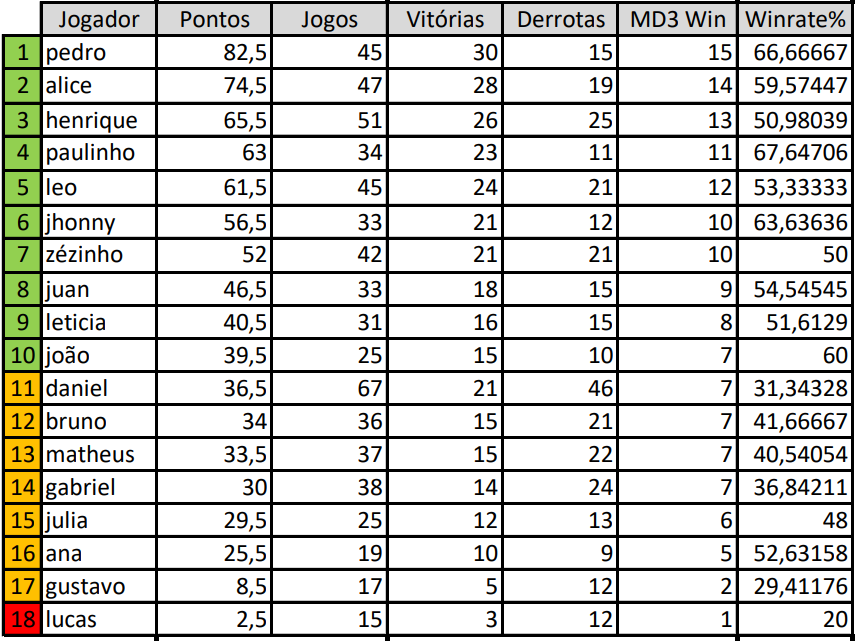 Jogador Pontos Jogos Vitórias Derrotas MD3 Win Winrate%
1 pedro 82,5 45 30 15 15 66,66667
2 alice 74,5 47 28 19 14 59,57447
3 henrique 65,5 51 26 25 13 50,98039
4 paulinho 63 34 23 11 11 67,64706
5 leo 61,5 45 24 21 12 53,33333
6 jhonny 56,5 33 21 12 10 63,63636
7 zézinho 52 42 21 21 10 50
8 juan 46,5 33 18 15 9 54,54545
9 leticia 40,5 31 16 15 8 51,6129
10 joão 39,5 25 15 10 7 60
11 daniel 36,5 67 21 46 7 31,34328
12 bruno 34 36 15 21 7 41,66667
13 matheus 33,5 37 15 22 7 40,54054
14 gabriel 30 38 14 24 7 36,84211
15 julia 29,5 25 12 13 6 48
16 ana 25,5 19 10 9 5 52,63158
17 gustavo 8,5 17 5 12 2 29,41176
18 lucas 2,5 15 3 12 1 20